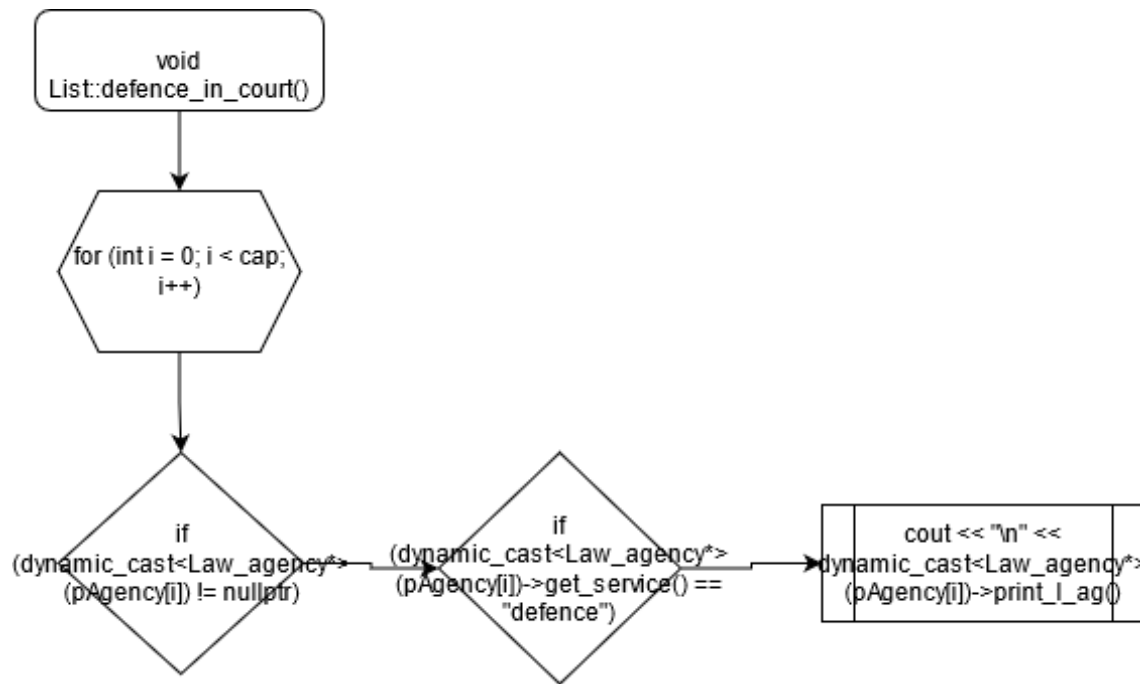 void
List::defence_in_court()
for (int i = 0; i < cap;
i++)
if
(dynamic_cast<Law_agency*>
(pAgency[i]) != nullptr)
if
(dynamic_cast<Law_agency*>
(pAgency[i])->get_service() ==
"defence")
cout << "\n" <<
dynamic_cast<Law_agency*>
(pAgency[i])->print_l_ag()